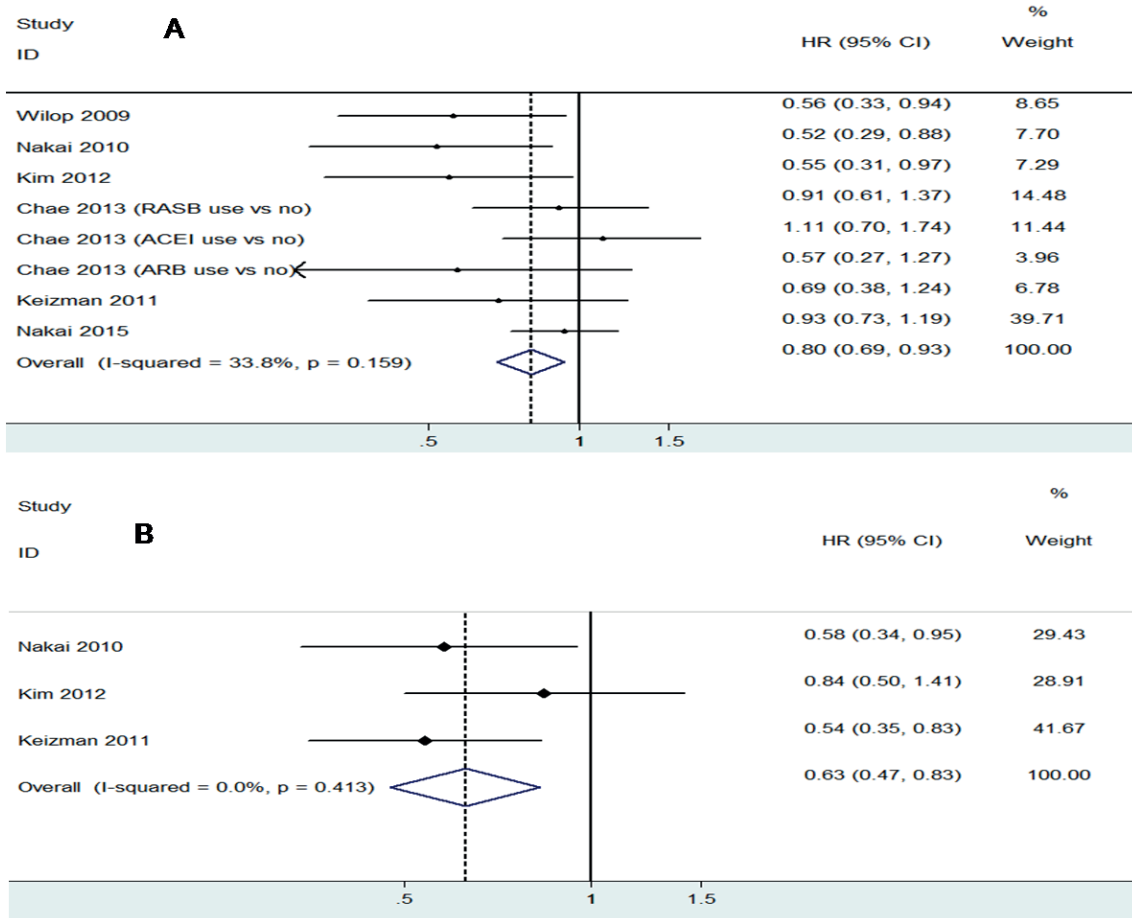 Study A %
ID HR (95% CI) Weight
Wilop 2009 0.56 (0.33, 0.94) 8.65
Nakai 2010 0.52 (0.29, 0.88) 7.70
Kim 2012 0.55 (0.31, 0.97) 7.29
Chae 2013 (RASB use vs no) 0.91 (0.61, 1.37) 14.48
Chae 2013 (ACEI use vs no) 1.11 (0.70, 1.74) 11.44
Chae 2013 (ARB use vs no) 0.57 (0.27, 1.27) 3.96
Keizman 2011 0.69 (0.38, 1.24) 6.78
Nakai 2015 0.93 (0.73, 1.19) 39.71
Overall (I-squared = 33.8%, p = 0.159) 0.80 (0.69, 0.93) 100.00
.5 1 1.5
Study %
B
ID HR (95% CI) Weight
Nakai 2010 0.58 (0.34, 0.95) 29.43
Kim 2012 0.84 (0.50, 1.41) 28.91
Keizman 2011 0.54 (0.35, 0.83) 41.67
Overall (I-squared = 0.0%, p = 0.413) 0.63 (0.47, 0.83) 100.00
.5 1 1.5